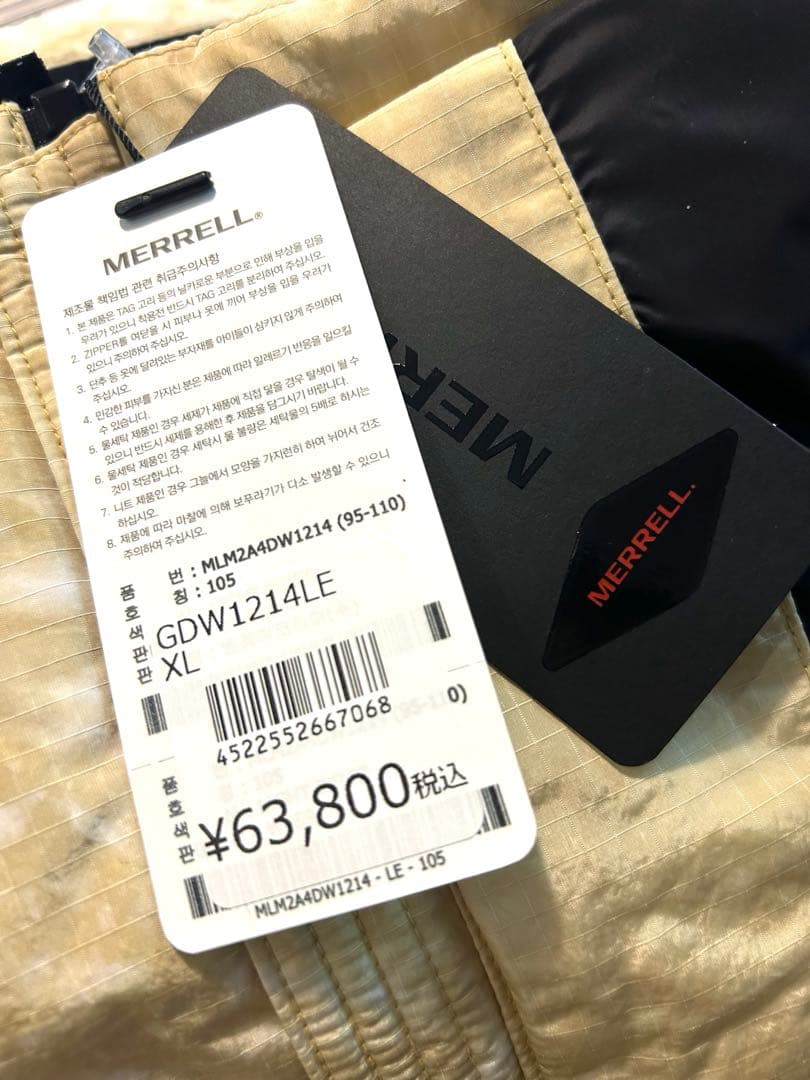 MERRELL®
제조물 책임법 관련 취급주의사항
1. 본 제품은 TAG 고리 등의 날카로운 부분으로 인해 부상을 입을
우려가 있으니 착용전 반드시 TAG 고리를 분리하여 주십시오.
2. ZIPPER를 여닫을 시 피부나 옷에 끼어 부상을 입을 우려가
있으니 주의하여 주십시오.
3. 단추 등 옷에 달려있는 부자재를 아이들이 삼키지 않게 주의하여
주십시오.
4. 민감한 피부를 가지신 분은 제품에 따라 알레르기 반응을 일으킬
수 있습니다.
5. 물세탁 제품인 경우 세제가 제품에 직접 닿을 경우 탈색이 될 수
있으니 반드시 세제를 용해한 후 제품을 담그시기 바랍니다.
6. 물세탁 제품인 경우 세탁시 물 불량은 세탁물의 5배로 하시는
것이 적당합니다.
7. 니트 제품인 경우 그늘에서 모양을 가지런히 하여 뉘어서 건조
하십시오.
8. 제품에 따라 마찰에 의해 보푸라기가 다소 발생할 수 있으니
주의하여 주십시오.
품 번 : MLM2A4DW1214 (95-110)
호 칭 : 105
색
판
판
GDW1214LE
XL
4522552667068
0)
품
호
색
판
¥63,800税込
MLM2A4DW1214 - LE - 105
MERR
MERRELL.